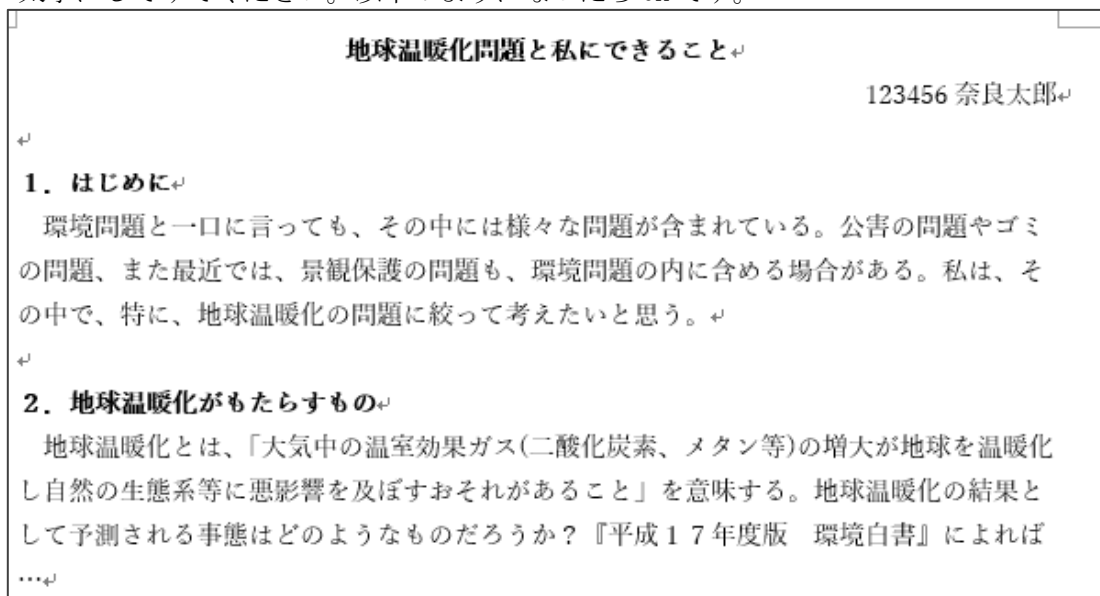 地球温暖化問題と私にできること↵
123456 奈良太郎↵
↵
1．はじめに↵
　環境問題と一口に言っても、その中には様々な問題が含まれている。公害の問題やゴミ
の問題、また最近では、景観保護の問題も、環境問題の内に含める場合がある。私は、そ
の中で、特に、地球温暖化の問題に絞って考えたいと思う。↵
↵
2．地球温暖化がもたらすもの↵
　地球温暖化とは、「大気中の温室効果ガス(二酸化炭素、メタン等)の増大が地球を温暖化
し自然の生態系等に悪影響を及ぼすおそれがあること」を意味する。地球温暖化の結果と
して予測される事態はどのようなものだろうか？『平成１７年度版　環境白書』によれば
…↵